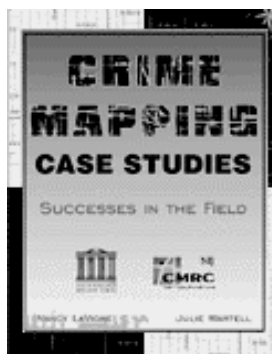 CRIME
MAPPING
CASE STUDIES
SUCCESSES IN THE FIELD
CMRC
JULIE WARTELL